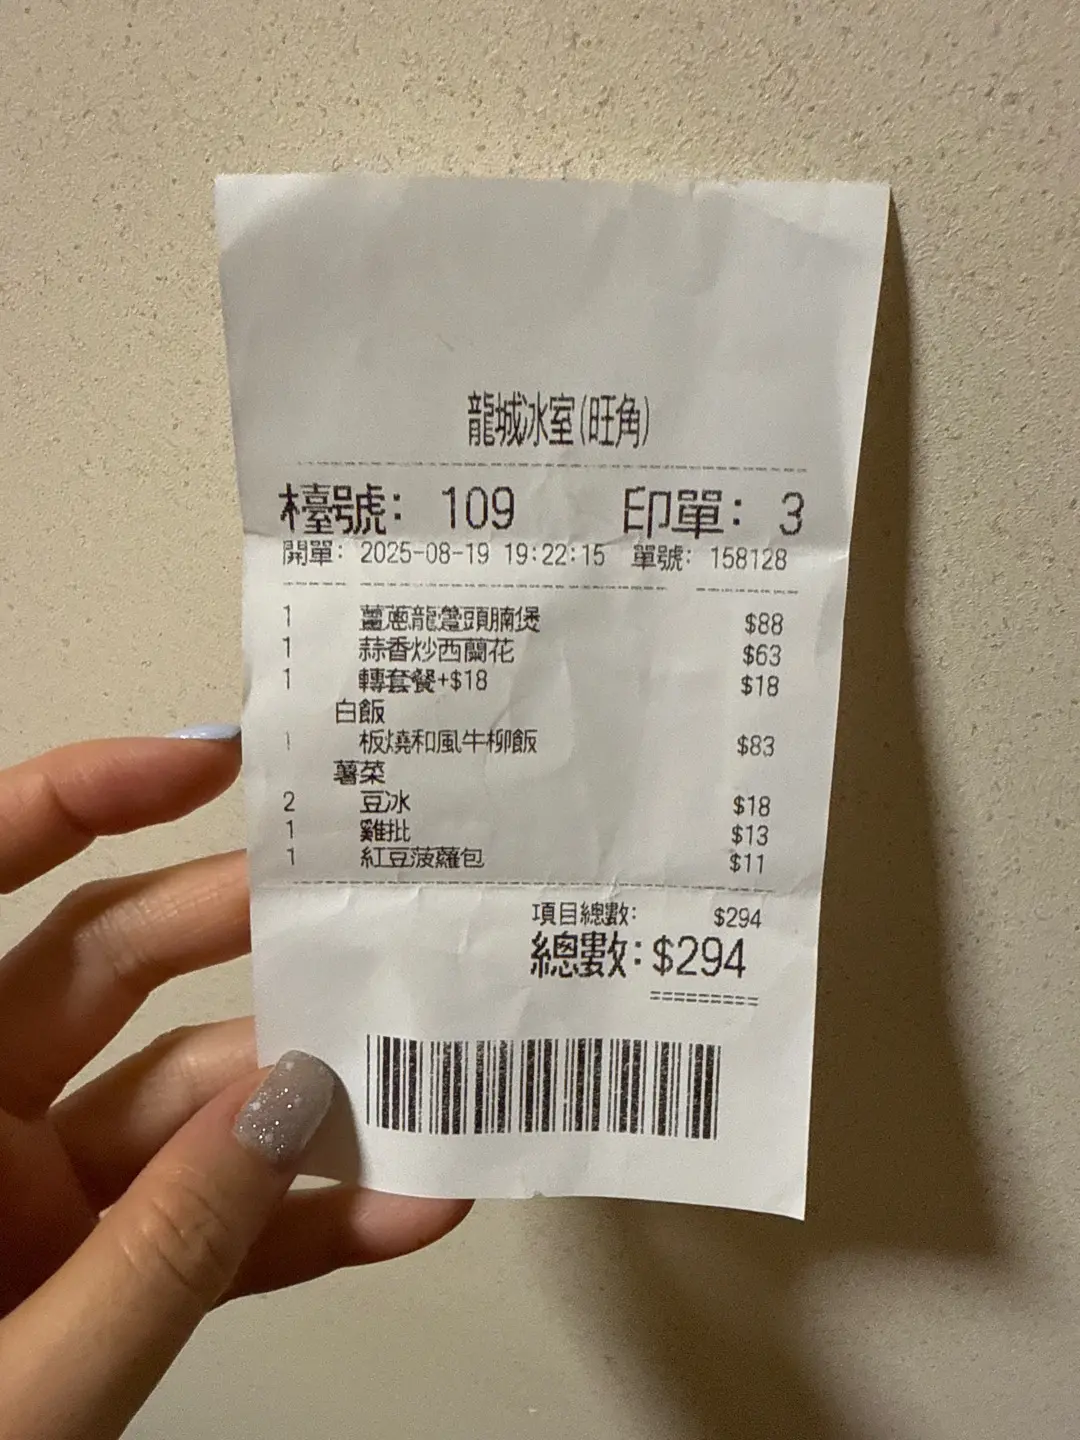 龍城冰室(旺角)
檯號: 109 印單: 3
開單: 2025-08-19 19:22:15 單號: 158128
1 薑蔥龍躉頭腩煲 $88
1 蒜香炒西蘭花 $63
1 轉套餐+$18 $18
白飯
1 板燒和風牛柳飯 $83
薯菜
2 豆冰 $18
1 雞批 $13
1 紅豆菠蘿包 $11
項目總數: $294
總數: $294
=========